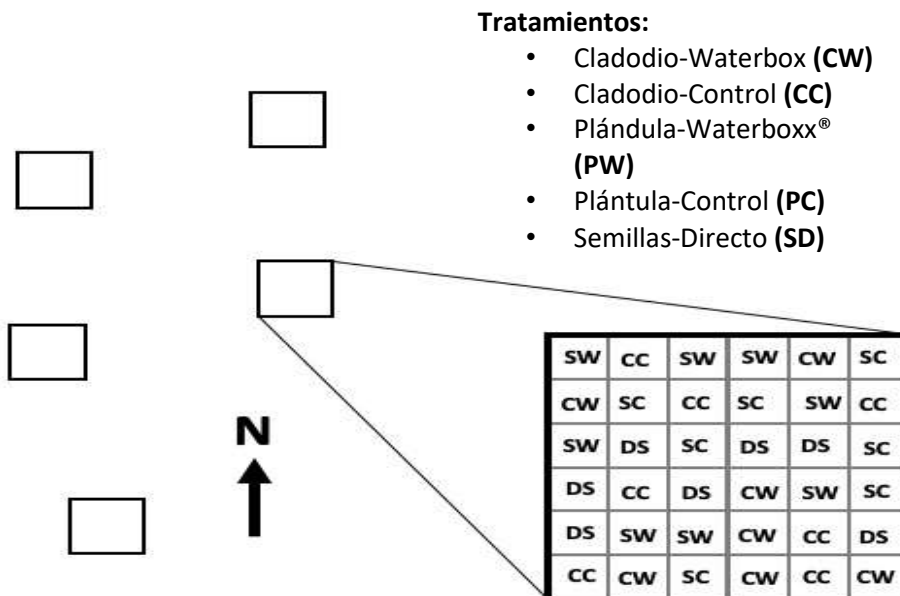 Tratamientos:
• Cladodio-Waterbox (CW)
• Cladodio-Control (CC)
• Plándula-Waterboxx®
(PW)
• Plántula-Control (PC)
• Semillas-Directo (SD)
N
SW CC SW SW CW SC
CW SC CC SC SW CC
SW DS SC DS DS SC
DS CC DS CW SW SC
DS SW SW CW CC DS
CC CW SC CW CC CW